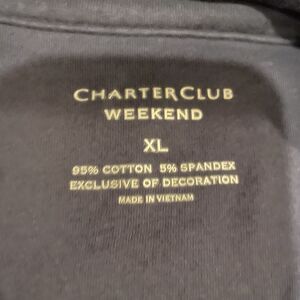 CHARTER CLUB
WEEKEND
XL
95% COTTON 5% SPANDEX
EXCLUSIVE OF DECORATION
MADE IN VIETNAM